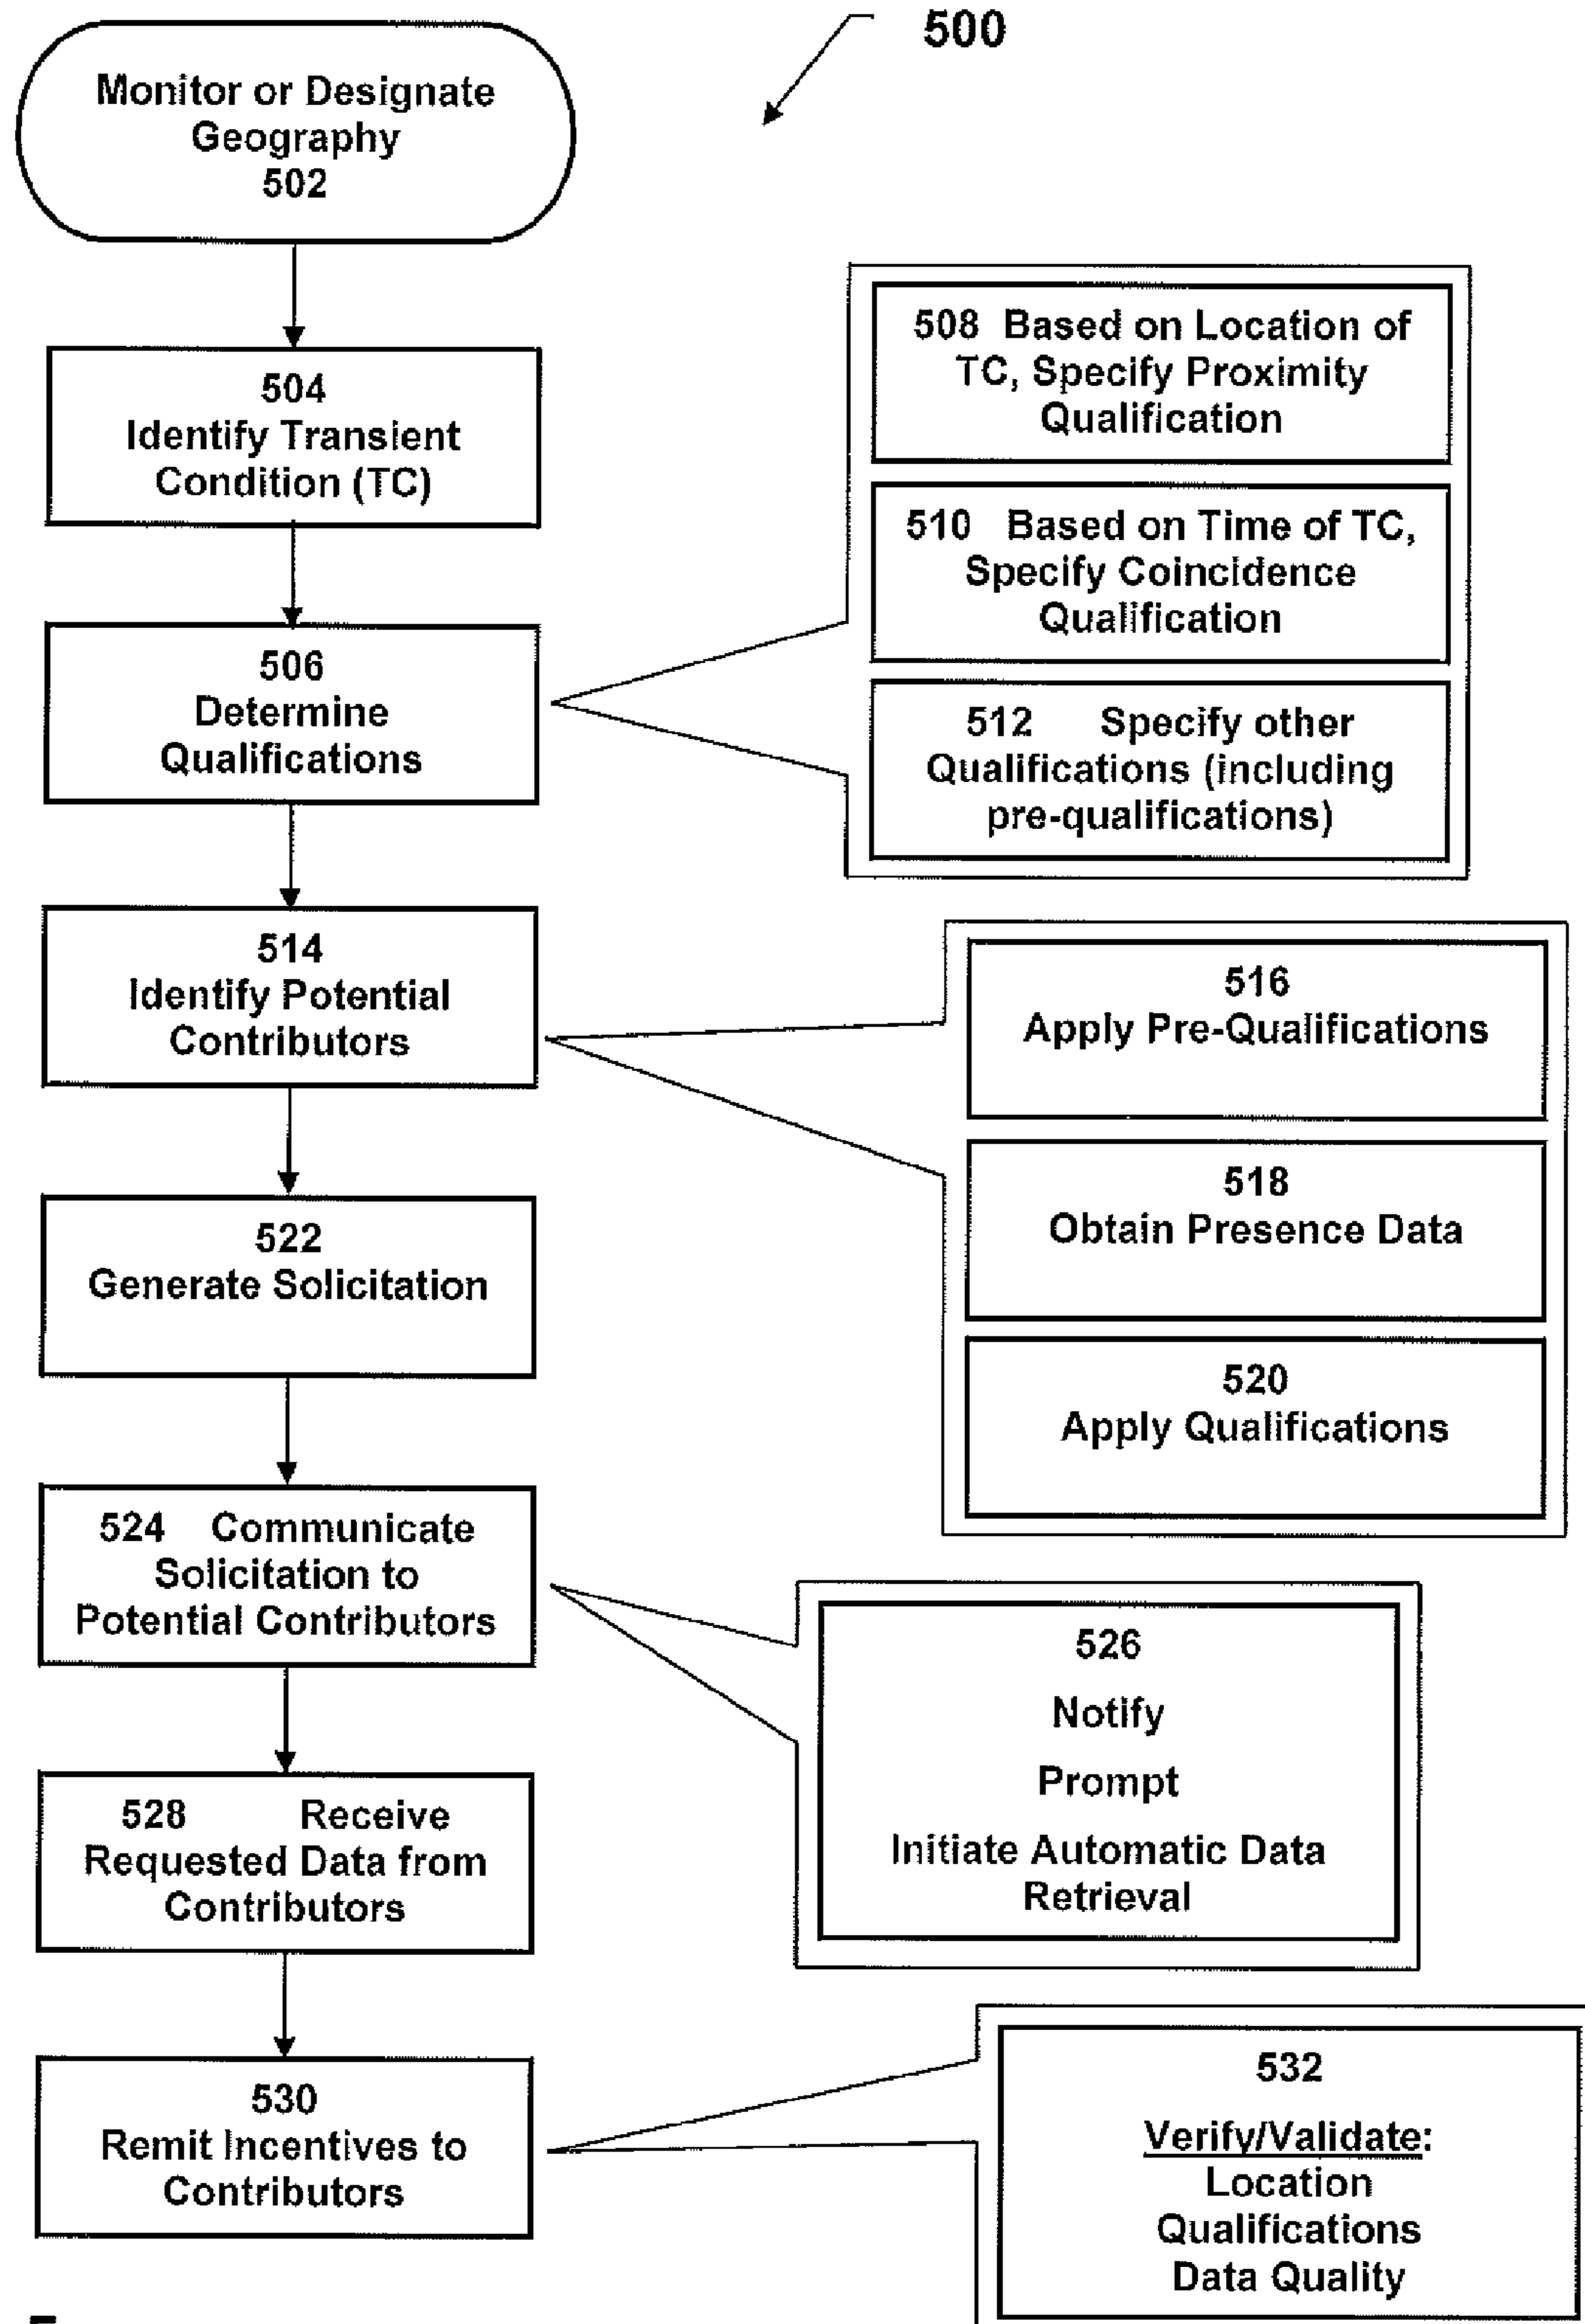 500
Monitor or Designate
Geography
502
504
Identify Transient
Condition (TC)
506
Determine
Qualifications
508 Based on Location of
TC, Specify Proximity
Qualification
510 Based on Time of TC,
Specify Coincidence
Qualification
512 Specify other
Qualifications (including
pre-qualifications)
514
Identify Potential
Contributors
516
Apply Pre-Qualifications
518
Obtain Presence Data
520
Apply Qualifications
522
Generate Solicitation
524 Communicate
Solicitation to
Potential Contributors
526
Notify
Prompt
Initiate Automatic Data
Retrieval
528 Receive
Requested Data from
Contributors
530
Remit Incentives to
Contributors
532
Verify/Validate:
Location
Qualifications
Data Quality